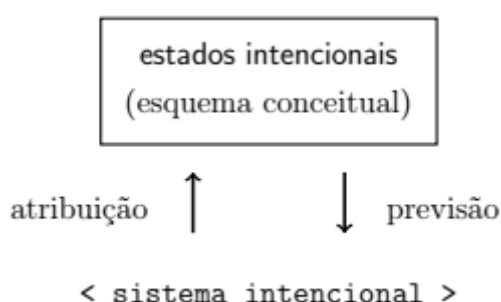 estados intencionais
(esquema conceitual)
atribuição previsão
< sistema intencional >